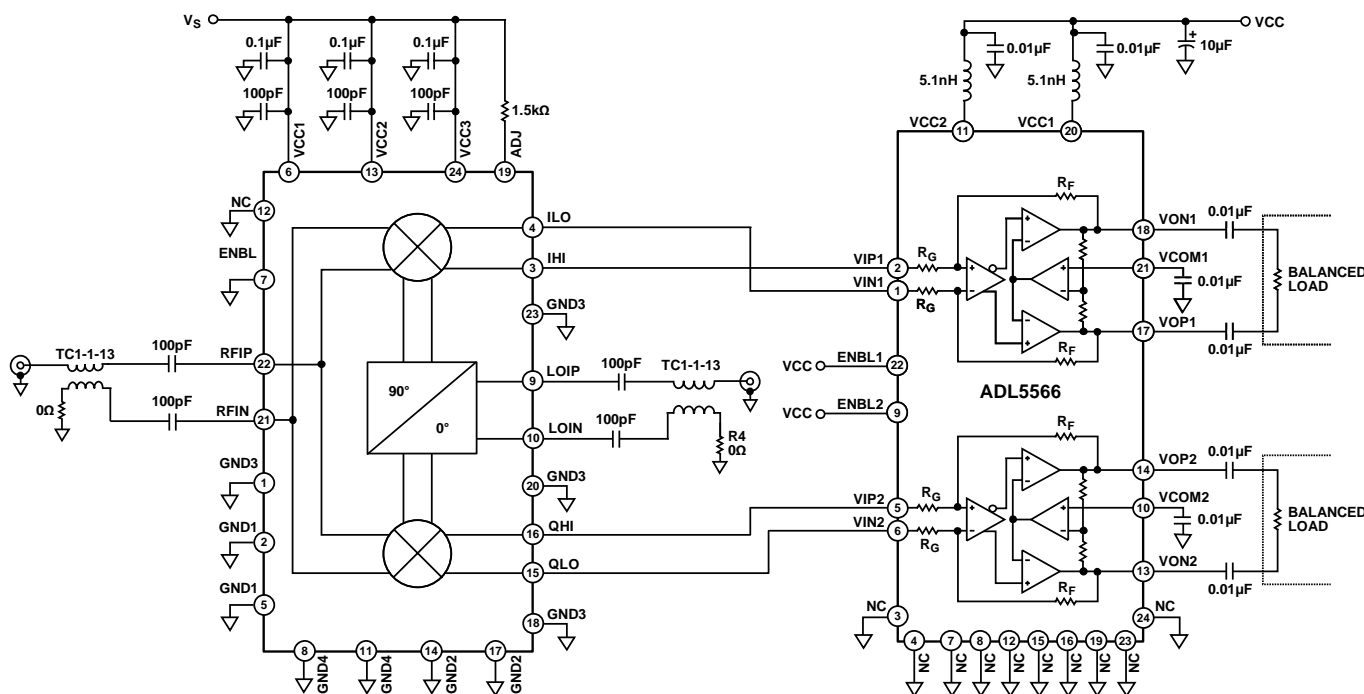 VS
VCC
0.1µF
0.1µF
0.1µF
0.01µF
0.01µF
10µF
+
5.1nH
5.1nH
100pF
100pF
100pF
1.5kΩ
VCC1
VCC2
VCC3
ADJ
VCC2
VCC1
6
13
24
19
11
20
NC
12
ENBL
7
RFIP
22
RFIN
21
GND3
1
GND1
2
GND1
5
TC1-1-13
100pF
100pF
0Ω
90°
0°
ILO
4
IHI
3
23
GND3
LOIP
9
100pF
TC1-1-13
LOIN
10
100pF
R4
0Ω
GND3
20
QHI
16
QLO
15
GND3
18
8
11
14
17
GND4
GND4
GND2
GND2
VIP1
2
VIN1
1
RG
RG
RF
RF
+
–
+
–
–
+
+
–
VCC
ENBL1
22
VCC
ENBL2
9
ADL5566
VON1
18
0.01µF
VCOM1
21
0.01µF
VOP1
17
0.01µF
BALANCED
LOAD
VIP2
5
VIN2
6
RG
RG
RF
RF
+
–
+
–
–
+
+
–
VOP2
14
0.01µF
VCOM2
10
0.01µF
VON2
13
0.01µF
BALANCED
LOAD
NC
3
NC
24
4
7
8
12
15
16
19
23
NC
NC
NC
NC
NC
NC
NC
NC